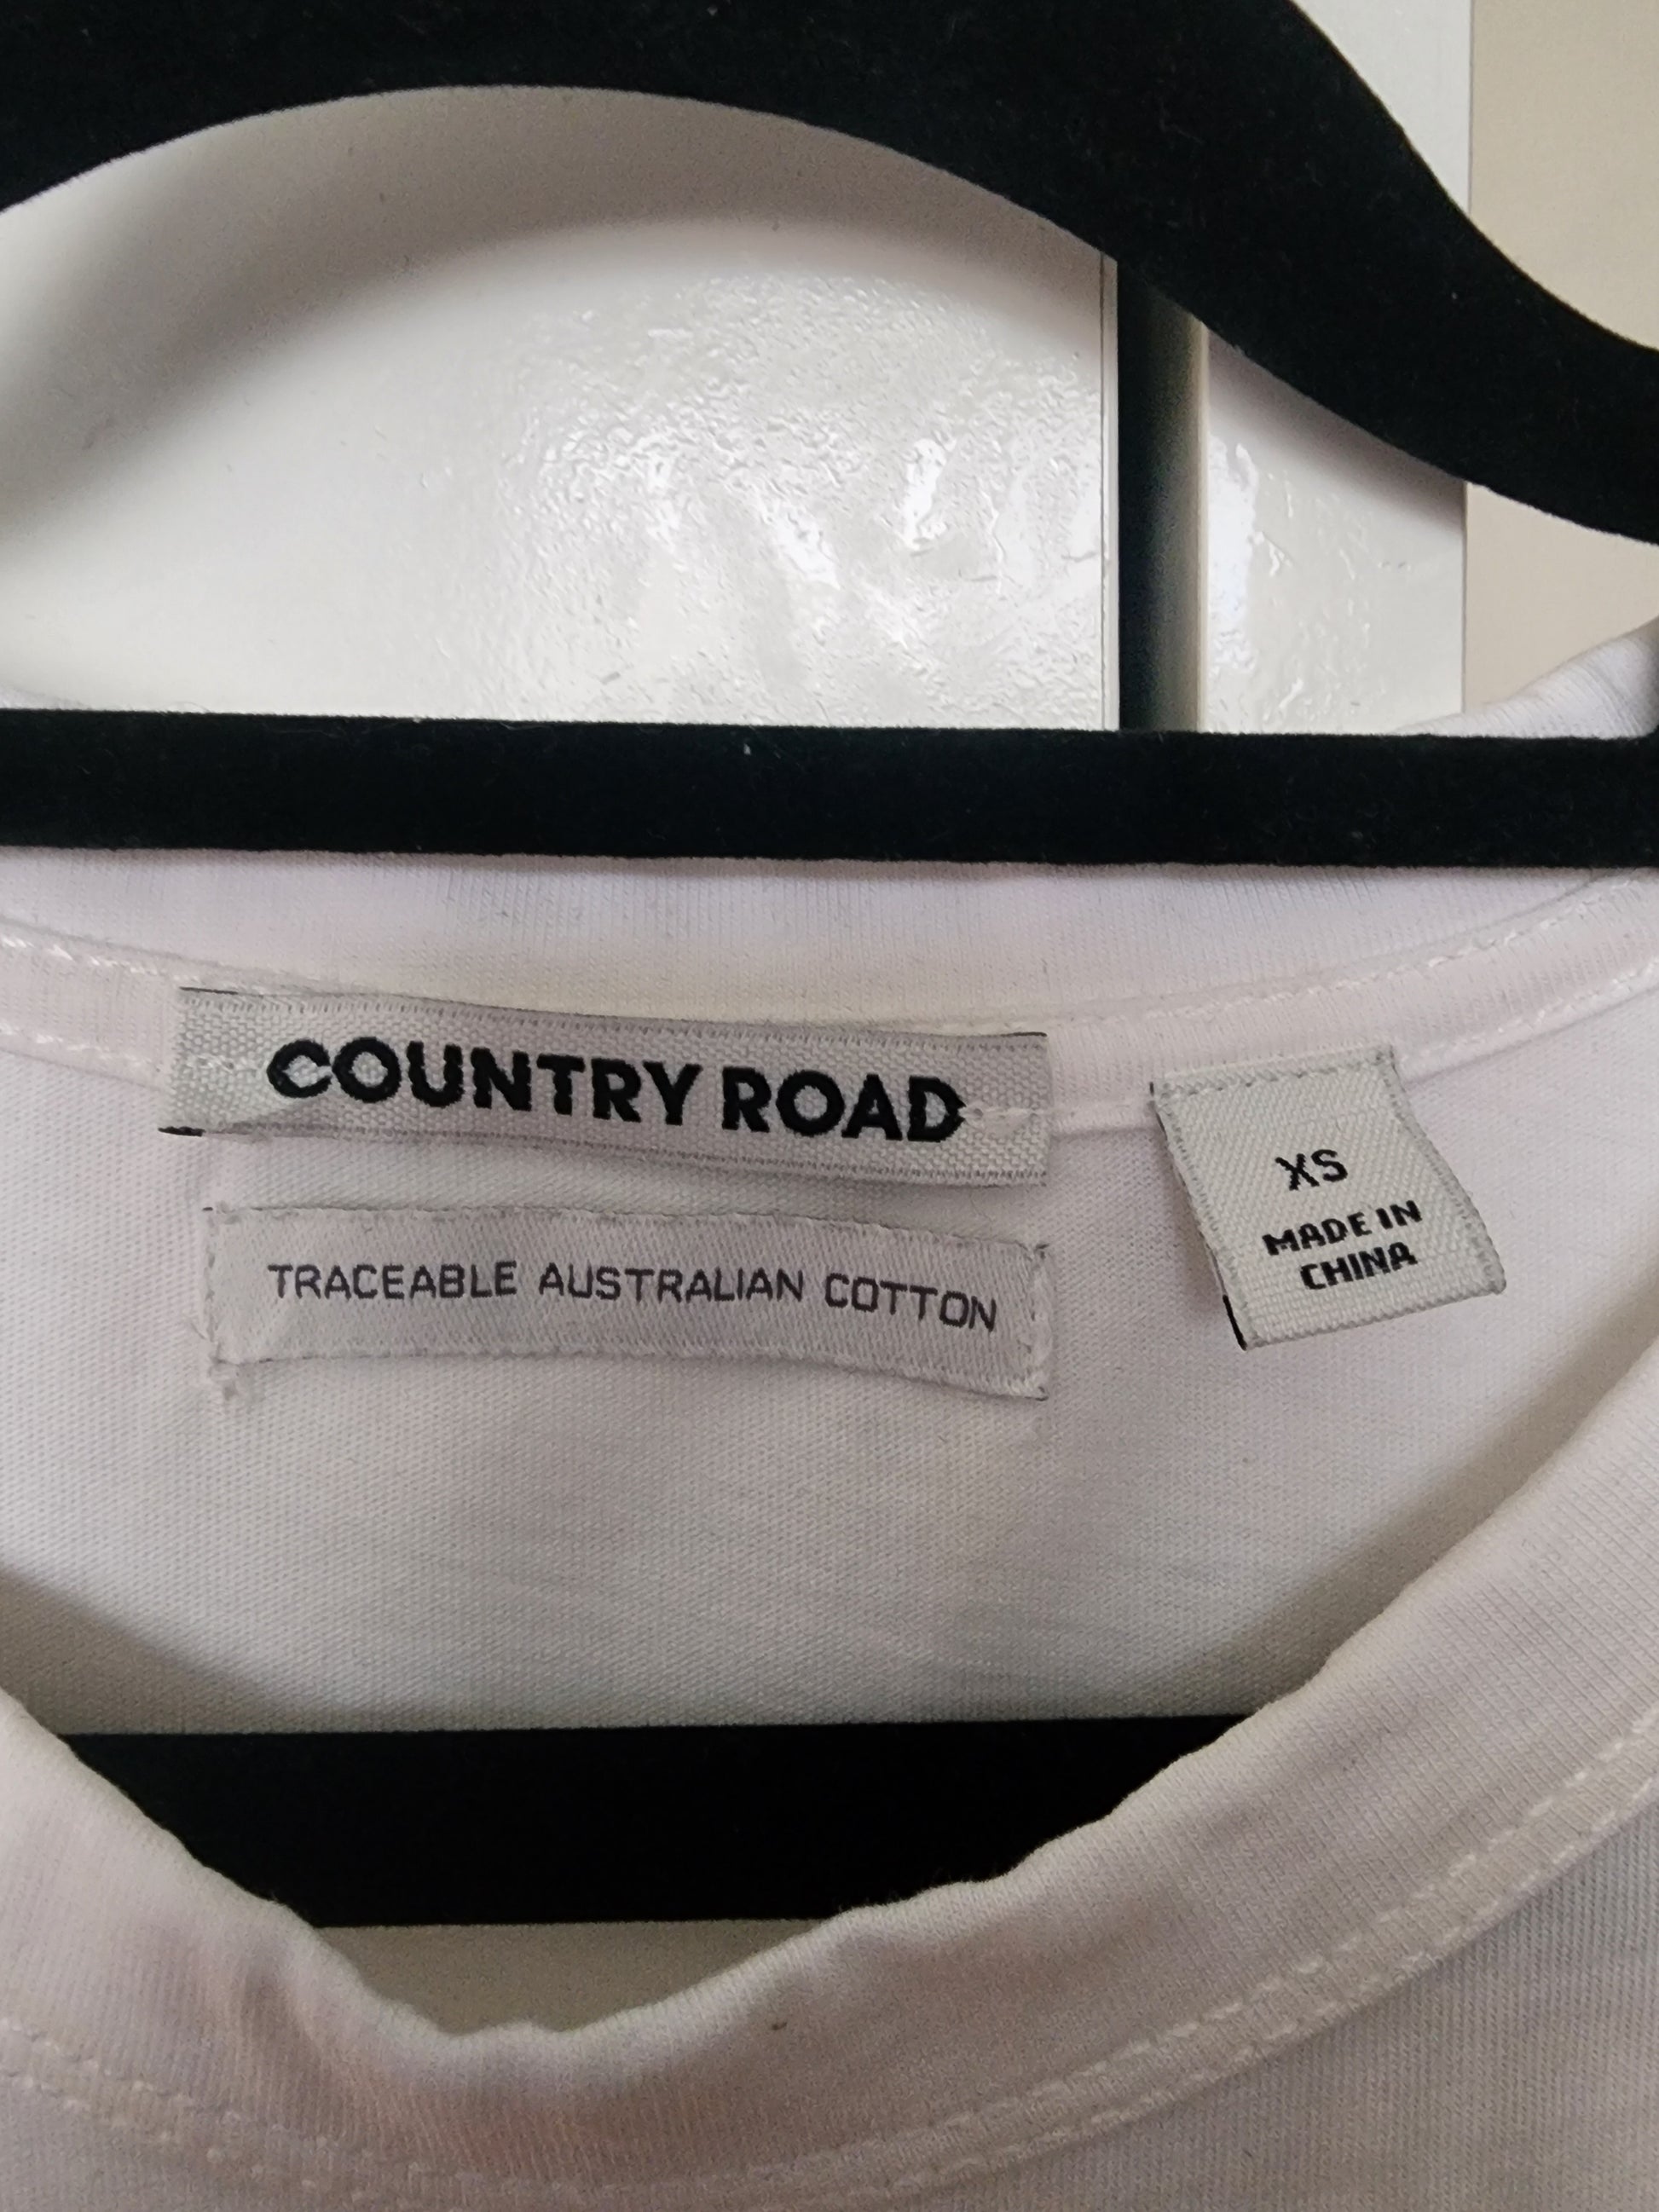 COUNTRY ROAD
TRACEABLE AUSTRALIAN COTTON
XS
MADE IN
CHINA